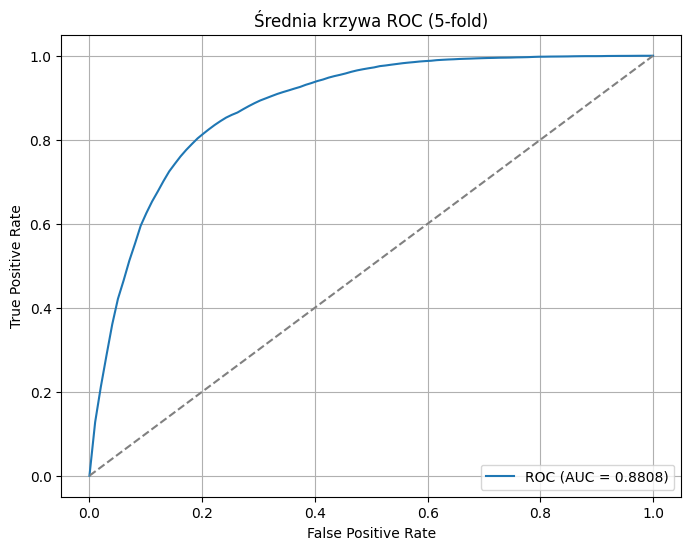 Średnia krzywa ROC (5-fold)
True Positive Rate
1.0
0.8
0.6
0.4
0.2
0.0
0.0 0.2 0.4 0.6 0.8 1.0
False Positive Rate
ROC (AUC = 0.8808)